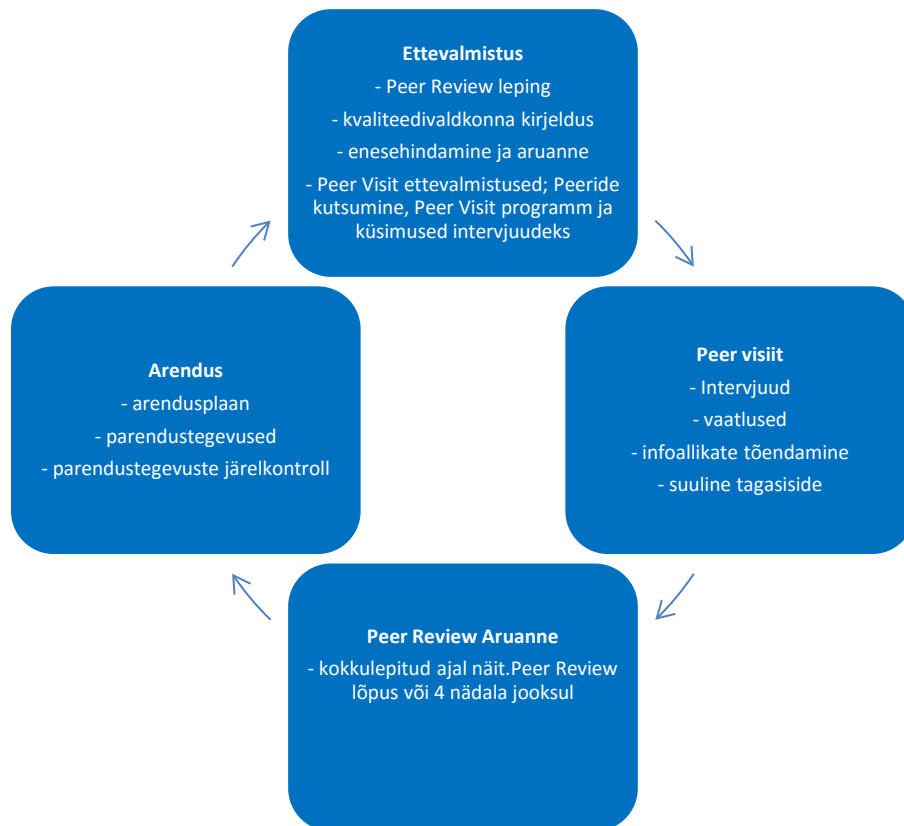 Ettevalmistus
- Peer Review leping
- kvaliteedivaldkonna kirjeldus
- enesehindamine ja aruanne
- Peer Visit ettevalmistused; Peeride
kutsumine, Peer Visit programm ja
küsimused intervjuudeks
Peer visiit
- Intervjuud
- vaatlused
- infoallikate tõendamine
- suuline tagasiside
Peer Review Aruanne
- kokkulepitud ajal näit.Peer Review
lõpus või 4 nädala jooksul
Arendus
- arendusplaan
- parendustegevused
- parendustegevuste järelkontroll